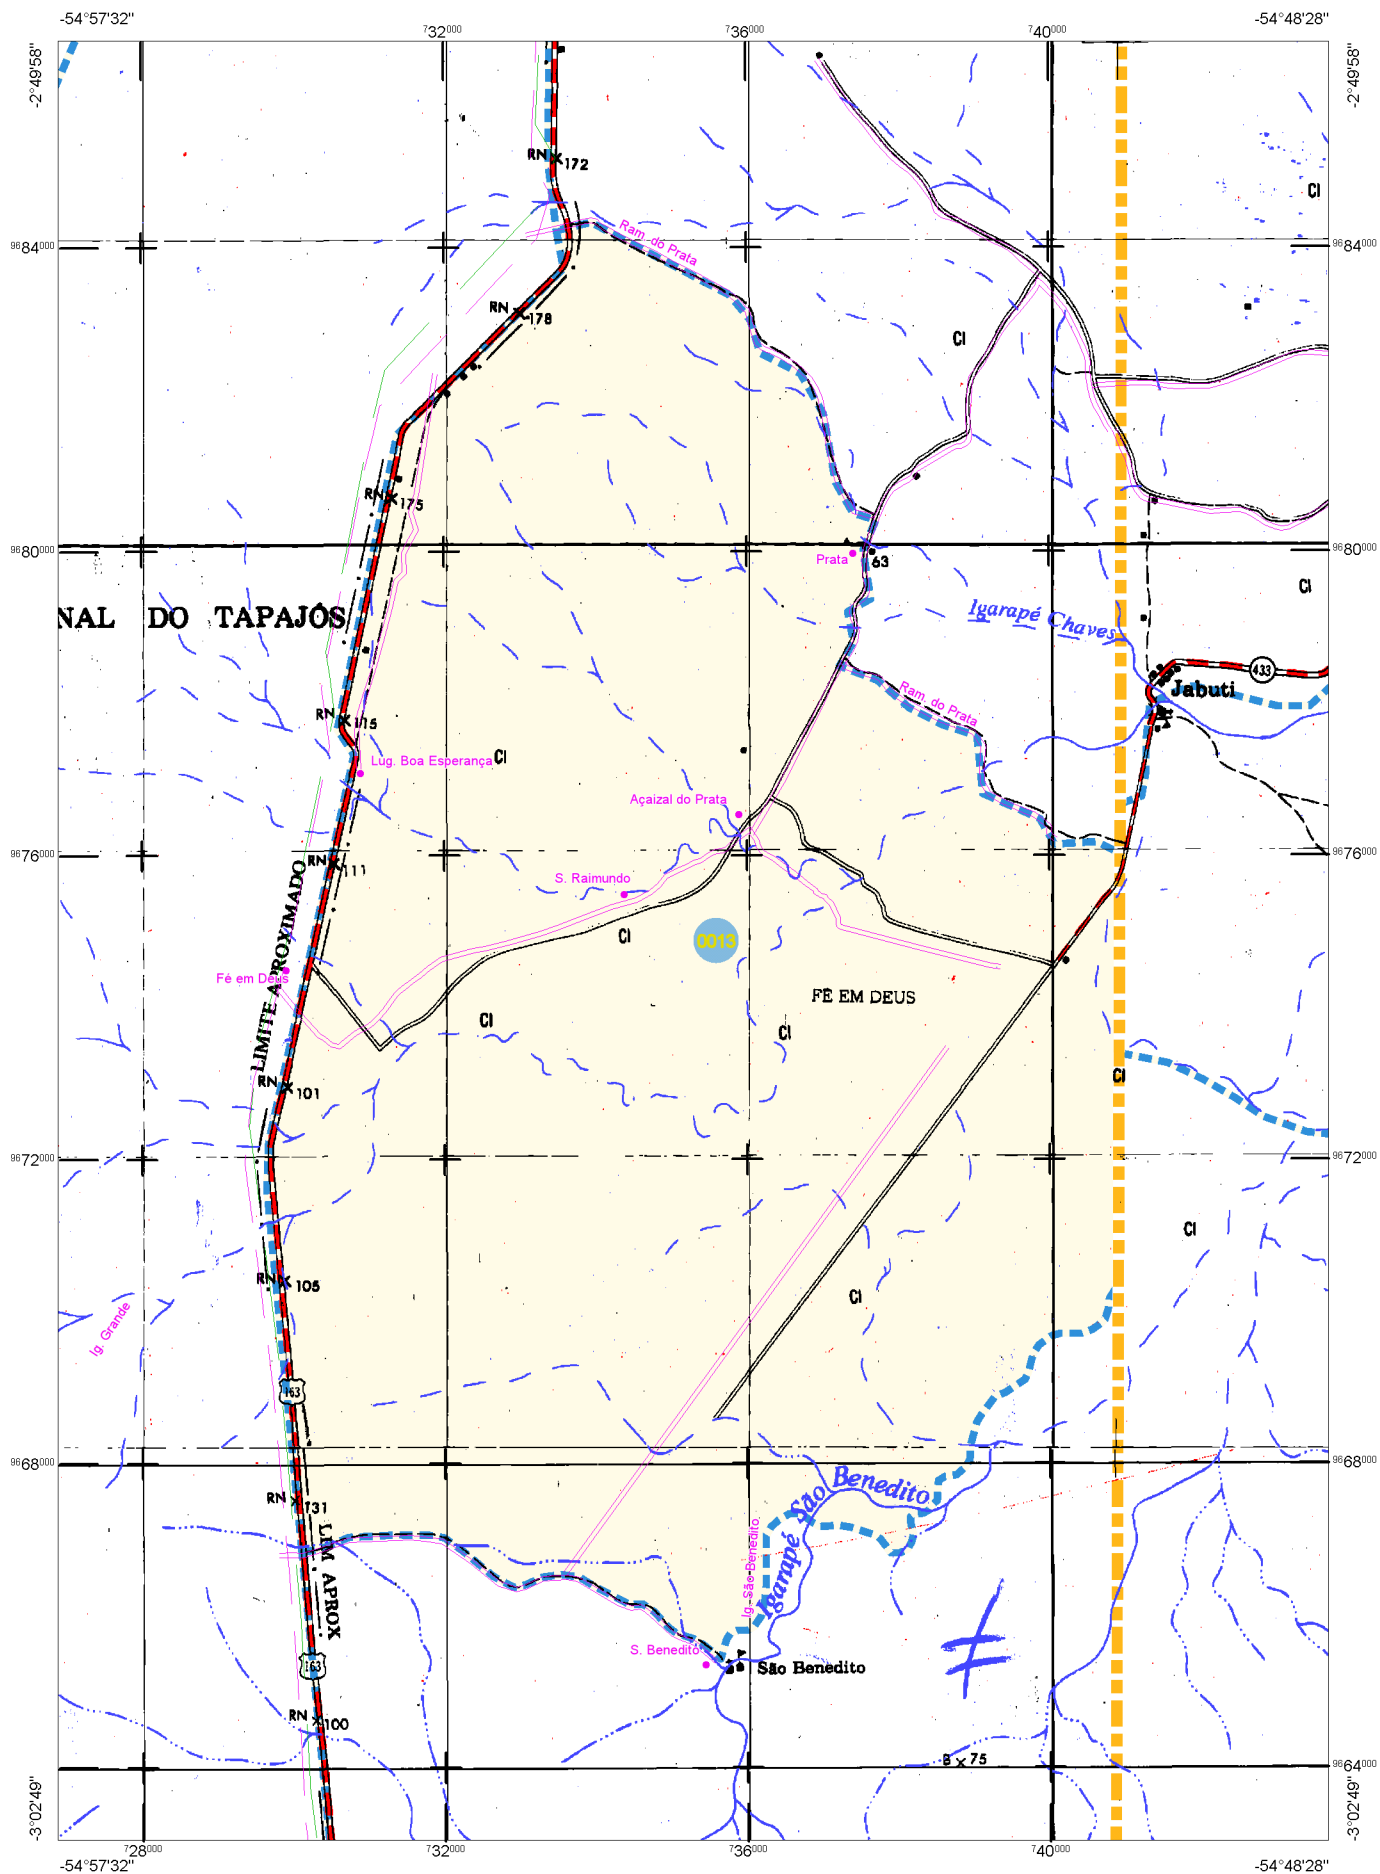 -54°57'32" -54°48'28"
732000 736000 740000
-2°49'58" -2°49'58"
RN 172
CI
9684000 9684000
Ram. do Prata
RN 178
CI
RN 175
9680000 9680000
Prata 63
CI
NAL DO TAPAJÓS
Igarapé Chaves
433
Jabuti
RN 115
Ram. do Prata
Lug. Boa Esperança CI
Açaizal do Prata
9676000 9676000
RN 111
S. Raimundo
LIMITE APROXIMADO
CI
0013
Fé em Deus
FÉ EM DEUS
CI
CI
RN 101
CI
9672000 9672000
CI
RN 105
CI
Ig. Grande
163
9668000 9668000
Igarapé São Benedito
RN 131
LIM APROX
Ig. São Benedito
S. Benedito
São Benedito
163
RN 100
B 75
9664000 9664000
-3°02'49" -3°02'49"
728000 732000 736000 740000
-54°57'32" -54°48'28"